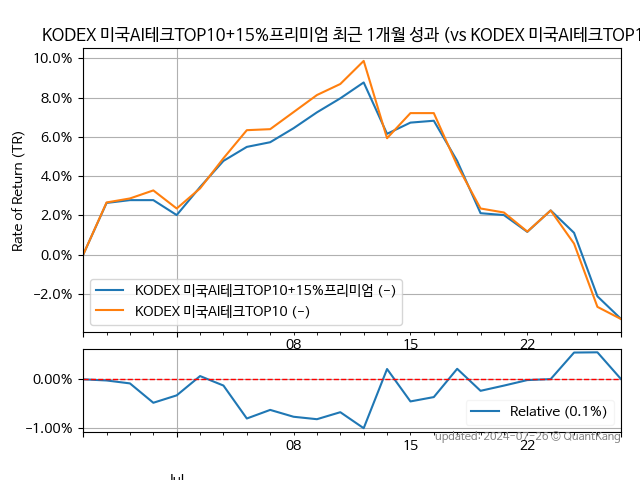 KODEX 미국AI테크TOP10+15%프리미엄 최근 1개월 성과 (vs KODEX 미국AI테크TOP1
10.0%
8.0%
6.0%
4.0%
2.0%
0.0%
−2.0%
Rate of Return (TR)
KODEX 미국AI테크TOP10+15%프리미엄 (-)
KODEX 미국AI테크TOP10 (-)
08
15
22
0.00%
−1.00%
Relative (0.1%)
updated: 2024-07-26 © QuantKang
08
15
22
Jul